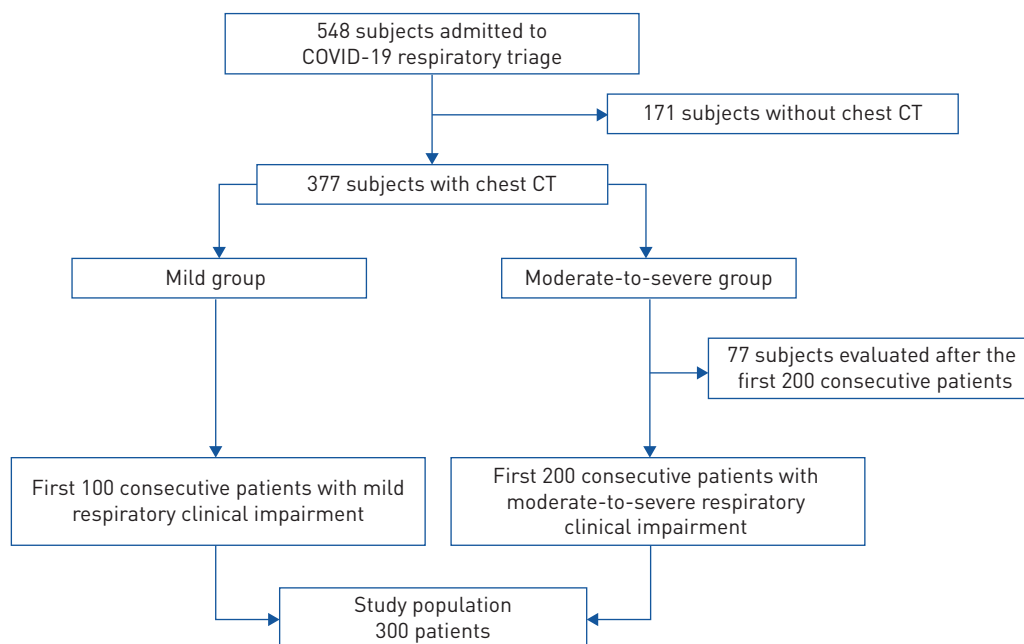 548 subjects admitted to
COVID-19 respiratory triage
171 subjects without chest CT
377 subjects with chest CT
Mild group
Moderate-to-severe group
77 subjects evaluated after the
first 200 consecutive patients
First 100 consecutive patients with mild
respiratory clinical impairment
First 200 consecutive patients with
moderate-to-severe respiratory
clinical impairment
Study population
300 patients